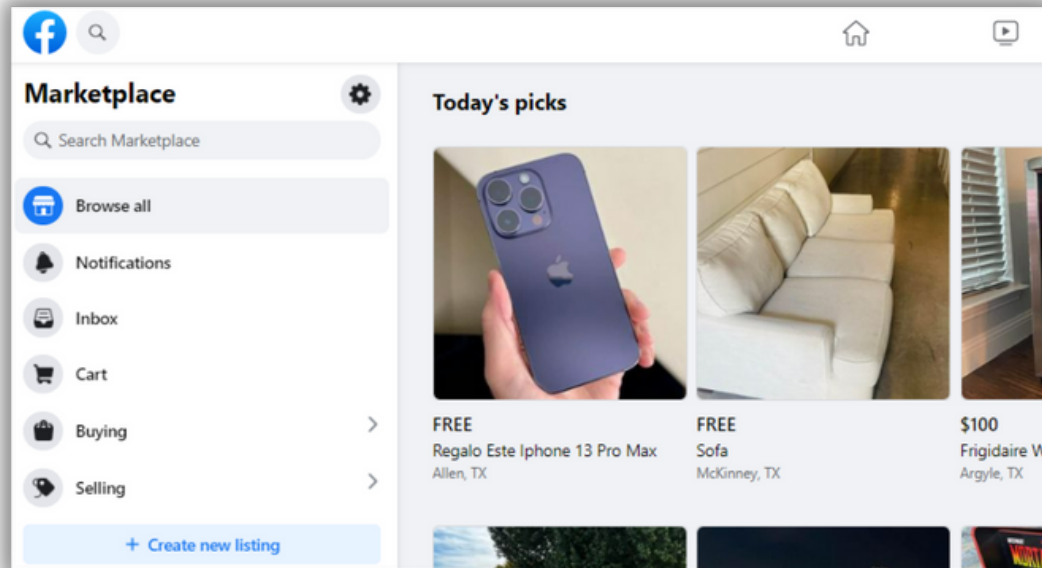 Marketplace
Search Marketplace
Browse all
Notifications
Inbox
Cart
Buying
Selling
+ Create new listing
Today's picks
FREE
Regalo Este Iphone 13 Pro Max
Allen, TX
FREE
Sofa
McKinney, TX
$100
Frigidaire
Argyle, TX